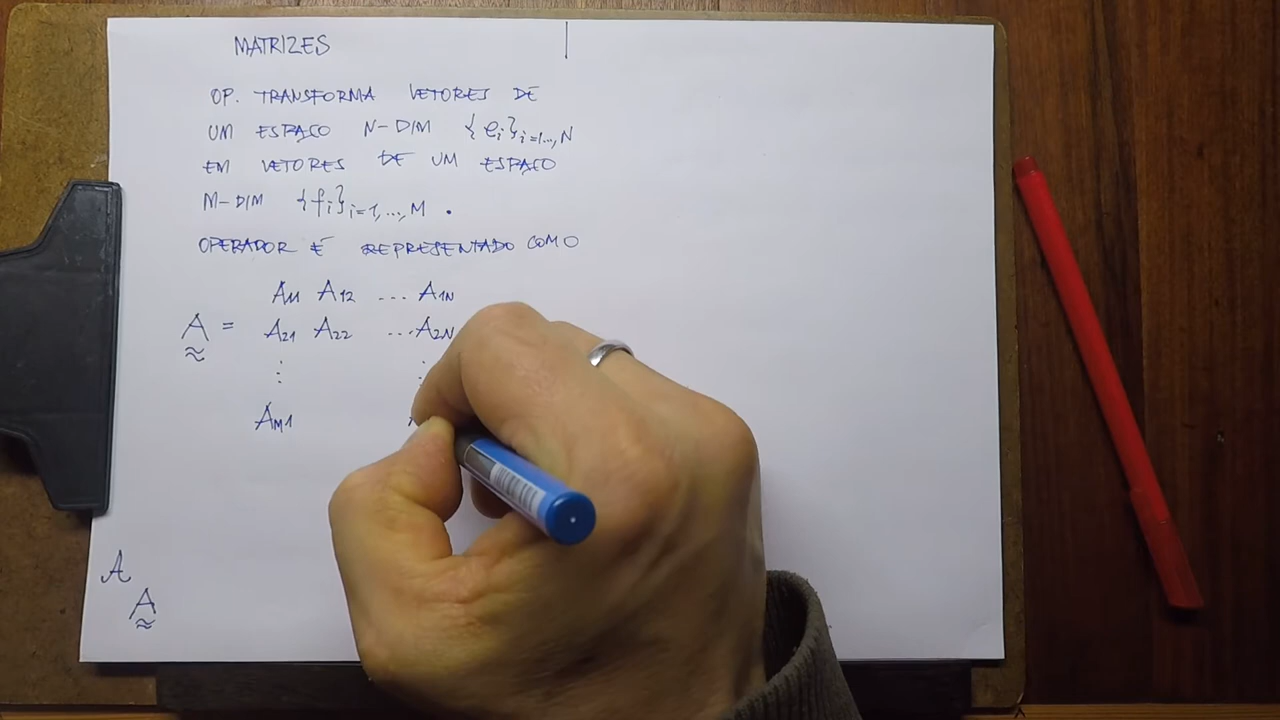 MATRIZES
OP. TRANSFORMA VETORES DE
UM ESPAÇO N-DIM {ei}i=1...,N
EM VETORES DE UM ESPAÇO
M-DIM {fi}i=1,...,M .
OPERADOR É REPRESENTADO COMO
A11 A12 ... A1N
A = A21 A22 ... A2N
≈
⋮ ⋮
AM1
A
A
≈